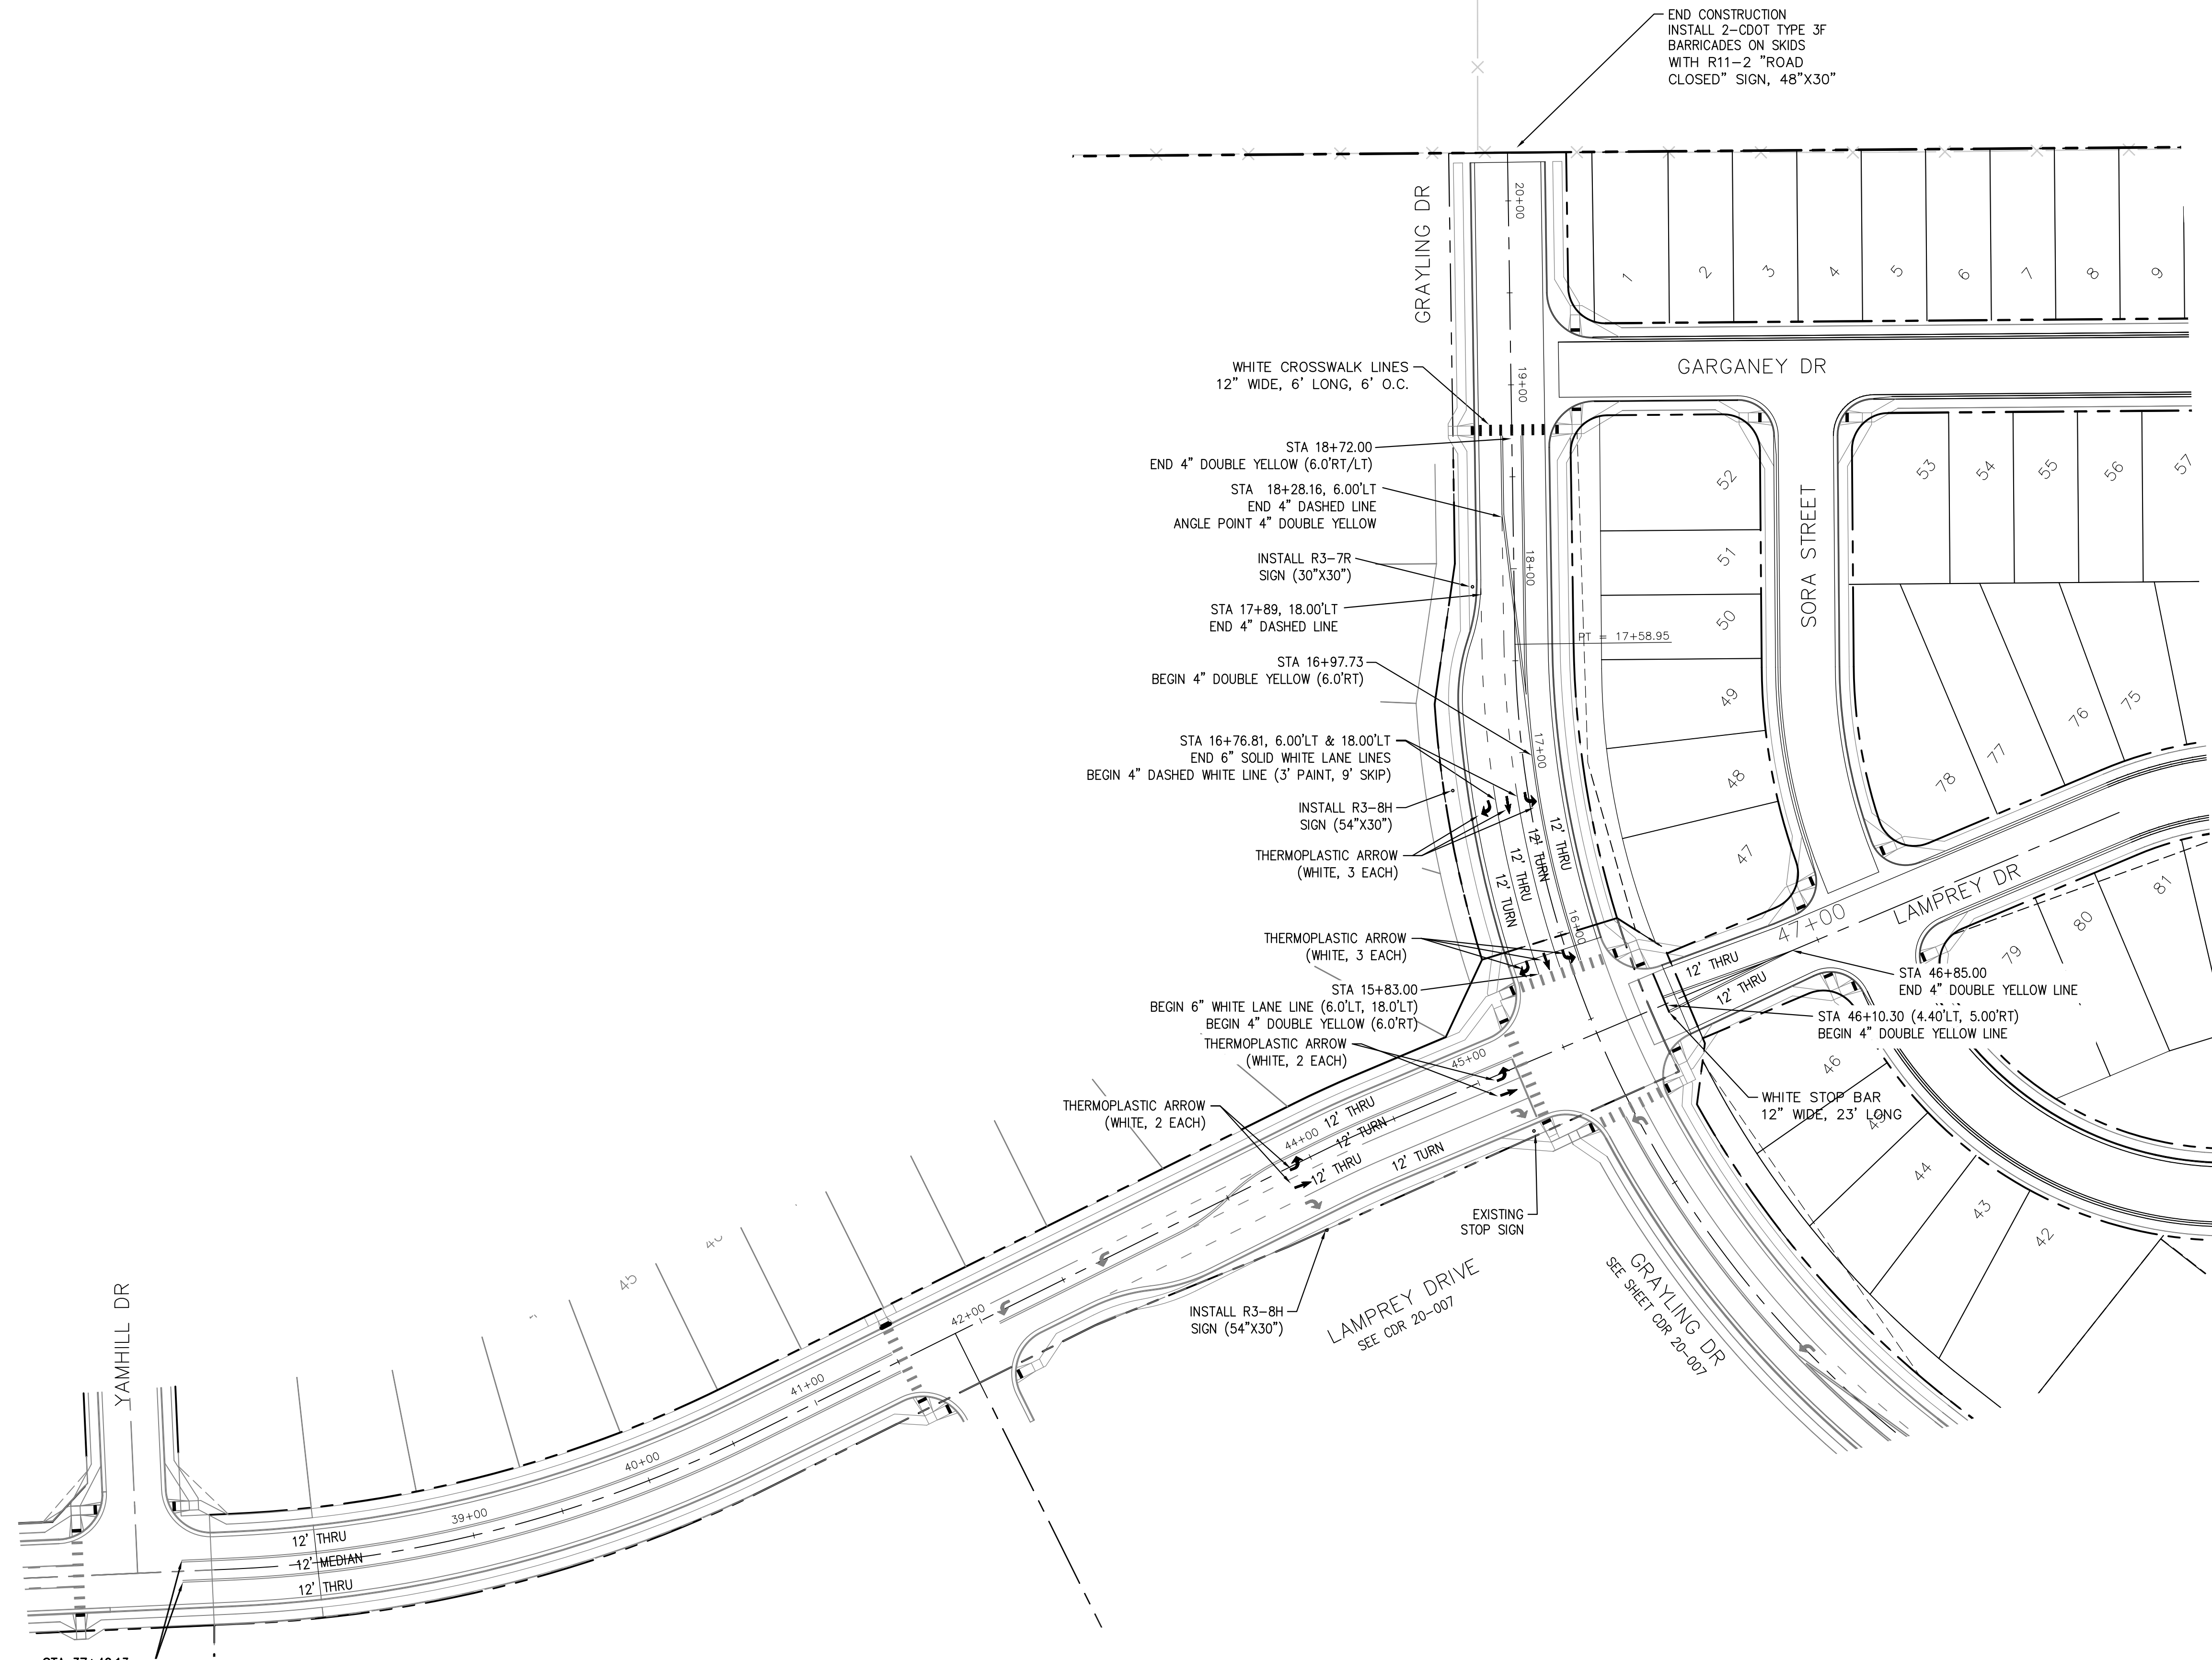 END CONSTRUCTION
INSTALL 2-CDOT TYPE 3F
BARRICADES ON SKIDS
WITH R11-2 "ROAD
CLOSED" SIGN, 48"X30"
GRAYLING DR
20+00
1
2
3
4
5
6
7
8
9
GARGANEY DR
WHITE CROSSWALK LINES
12" WIDE, 6' LONG, 6' O.C.
19+00
STA 18+72.00
END 4" DOUBLE YELLOW (6.0'RT/LT)
STA 18+28.16, 6.00'LT
END 4" DASHED LINE
ANGLE POINT 4" DOUBLE YELLOW
INSTALL R3-7R
SIGN (30"X30")
18+00
STA 17+89, 18.00'LT
END 4" DASHED LINE
PT = 17+58.95
STA 16+97.73
BEGIN 4" DOUBLE YELLOW (6.0'RT)
17+00
STA 16+76.81, 6.00'LT & 18.00'LT
END 6" SOLID WHITE LANE LINES
BEGIN 4" DASHED WHITE LINE (3' PAINT, 9' SKIP)
INSTALL R3-8H
SIGN (54"X30")
THERMOPLASTIC ARROW
(WHITE, 3 EACH)
12' TURN
12' THRU
12' TURN
12' THRU
16+00
THERMOPLASTIC ARROW
(WHITE, 3 EACH)
STA 15+83.00
BEGIN 6" WHITE LANE LINE (6.0'LT, 18.0'LT)
BEGIN 4" DOUBLE YELLOW (6.0'RT)
THERMOPLASTIC ARROW
(WHITE, 2 EACH)
THERMOPLASTIC ARROW
(WHITE, 2 EACH)
52
51
50
49
48
47
SORA STREET
53
54
55
56
57
78
77
76
75
LAMPREY DR
47+00
12' THRU
12' THRU
81
80
79
STA 46+85.00
END 4" DOUBLE YELLOW LINE
STA 46+10.30 (4.40'LT, 5.00'RT)
BEGIN 4" DOUBLE YELLOW LINE
WHITE STOP BAR
12" WIDE, 23' LONG
46
45
44
43
42
45+00
44+00
12' THRU
12' TURN
12' THRU
12' TURN
EXISTING
STOP SIGN
INSTALL R3-8H
SIGN (54"X30")
LAMPREY DRIVE
SEE CDR 20-007
GRAYLING DR
SEE SHEET CDR 20-007
45
42+00
41+00
40+00
39+00
YAMHILL DR
12' THRU
12' MEDIAN
12' THRU